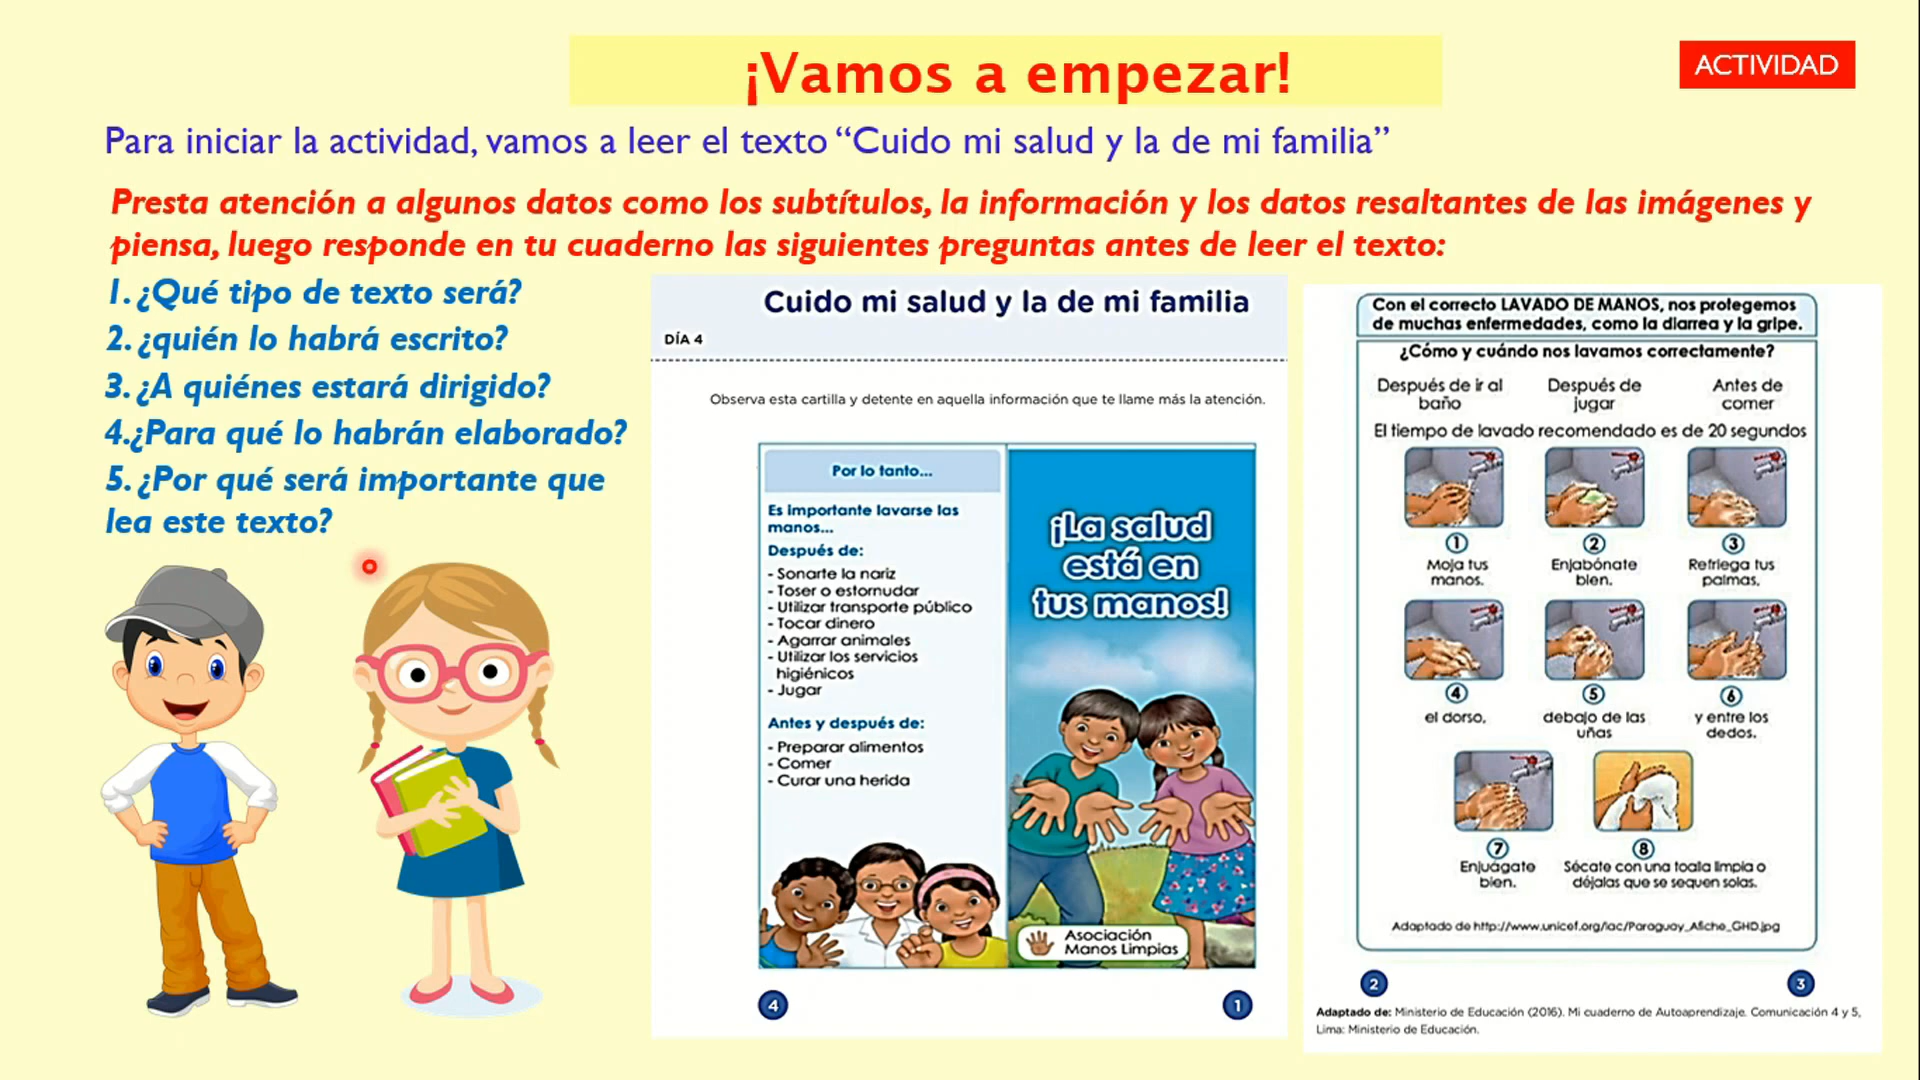 ¡Vamos a empezar!
ACTIVIDAD
Para iniciar la actividad, vamos a leer el texto “Cuido mi salud y la de mi familia”
Presta atención a algunos datos como los subtítulos, la información y los datos resaltantes de las imágenes y
piensa, luego responde en tu cuaderno las siguientes preguntas antes de leer el texto:
1. ¿Qué tipo de texto será?
2. ¿quién lo habrá escrito?
3. ¿A quiénes estará dirigido?
4.¿Para qué lo habrán elaborado?
5. ¿Por qué será importante que
lea este texto?
Cuido mi salud y la de mi familia
DÍA 4
Observa esta cartilla y detente en aquella información que te llame más la atención.
Por lo tanto...
Es importante lavarse las
manos...
Después de:
- Sonarte la nariz
- Toser o estornudar
- Utilizar transporte público
- Tocar dinero
- Agarrar animales
- Utilizar los servicios
higiénicos
- Jugar
Antes y después de:
- Preparar alimentos
- Comer
- Curar una herida
4
¡La salud
está en
tus manos!
Asociación
Manos Limpias
1
Con el correcto LAVADO DE MANOS, nos protegemos
de muchas enfermedades, como la diarrea y la gripe.
¿Cómo y cuándo nos lavamos correctamente?
Después de ir al
baño
Después de
jugar
Antes de
comer
El tiempo de lavado recomendado es de 20 segundos
1
Moja tus
manos.
2
Enjabónate
bien.
3
Refriega tus
palmas,
4
el dorso,
5
debajo de las
uñas
6
y entre los
dedos.
7
Enjuágate
bien.
8
Sécate con una toalla limpia o
déjalas que se sequen solas.
Adaptado de http://www.unicef.org/lac/Paraguay_Afiche_GHD.jpg
2
3
Adaptado de: Ministerio de Educación (2016). Mi cuaderno de Autoaprendizaje. Comunicación 4 y 5,
Lima: Ministerio de Educación.